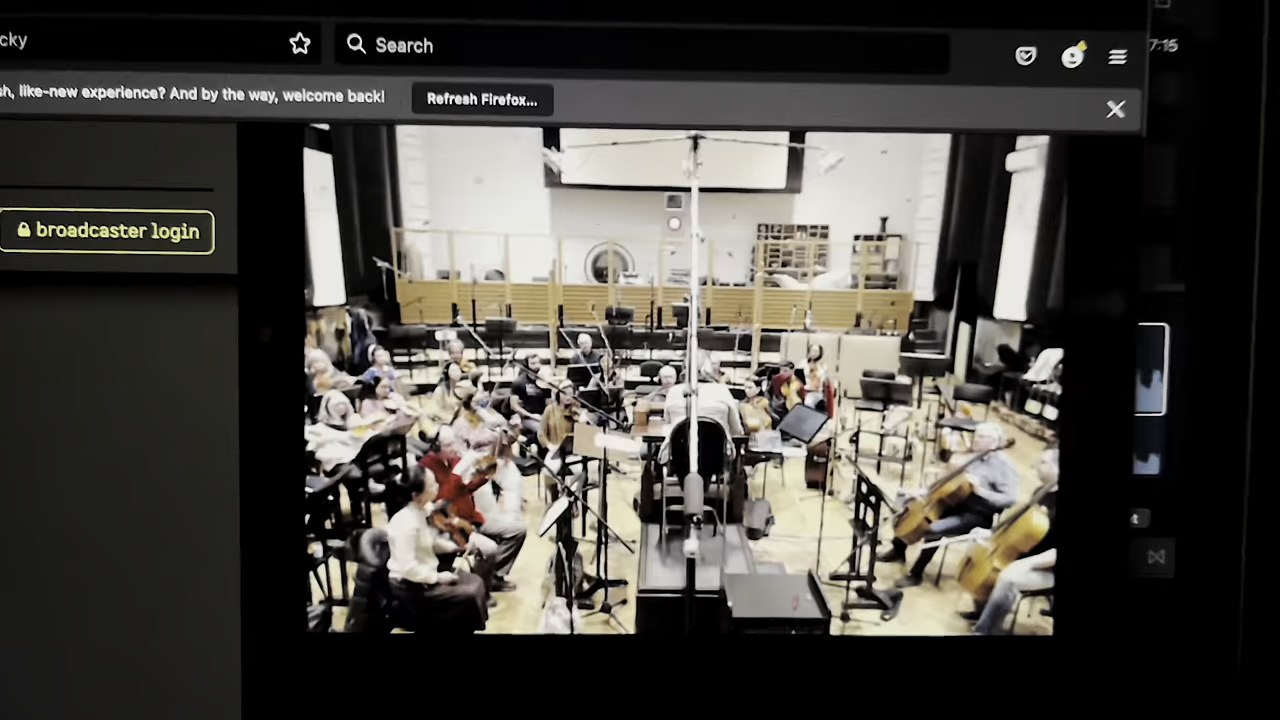 cky
Search
7:15
sh, like-new experience? And by the way, welcome back!
Refresh Firefox...
broadcaster login
t